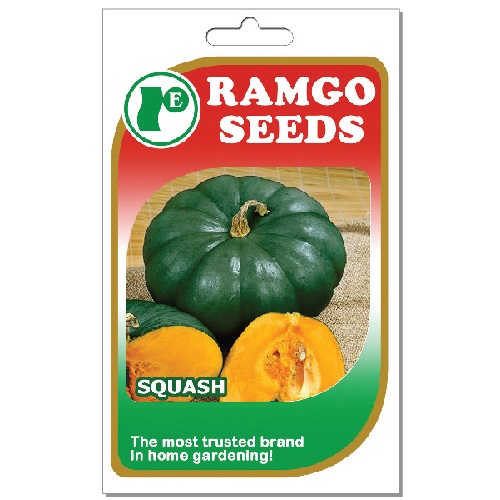 RE
RAMGO
SEEDS
SQUASH
The most trusted brand
in home gardening!